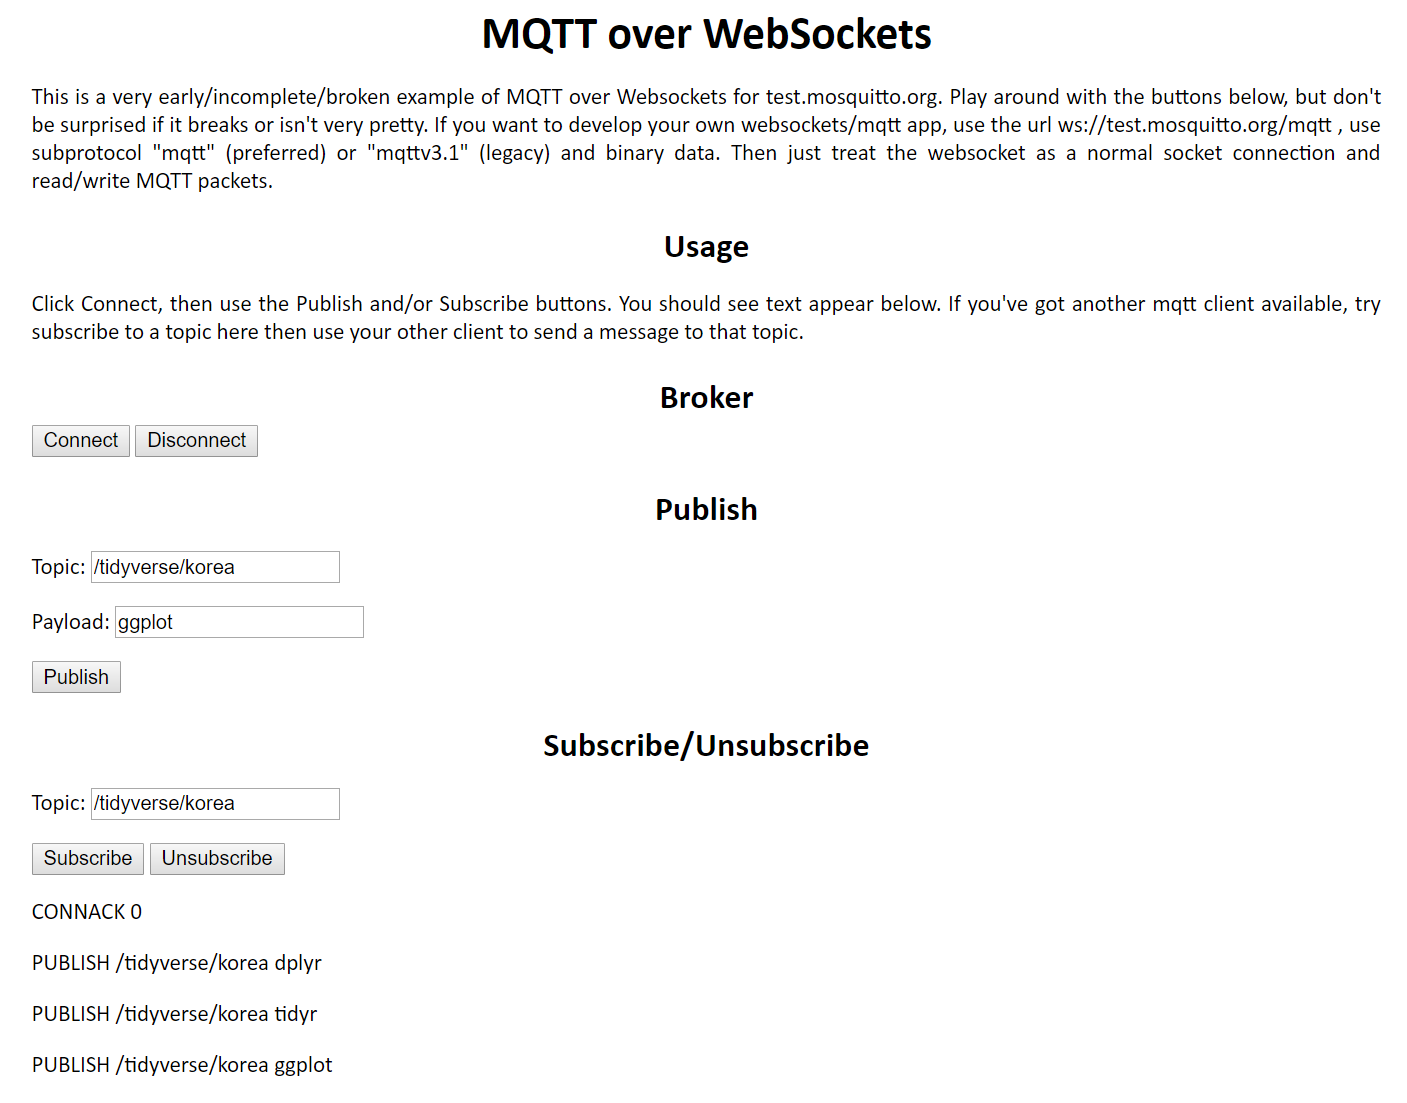 MQTT over WebSockets
This is a very early/incomplete/broken example of MQTT over Websockets for test.mosquitto.org. Play around with the buttons below, but don't
be surprised if it breaks or isn't very pretty. If you want to develop your own websockets/mqtt app, use the url ws://test.mosquitto.org/mqtt , use
subprotocol "mqtt" (preferred) or "mqttv3.1" (legacy) and binary data. Then just treat the websocket as a normal socket connection and
read/write MQTT packets.
Usage
Click Connect, then use the Publish and/or Subscribe buttons. You should see text appear below. If you've got another mqtt client available, try
subscribe to a topic here then use your other client to send a message to that topic.
Broker
Connect Disconnect
Publish
Topic: /tidyverse/korea
Payload: ggplot
Publish
Subscribe/Unsubscribe
Topic: /tidyverse/korea
Subscribe Unsubscribe
CONNACK 0
PUBLISH /tidyverse/korea dplyr
PUBLISH /tidyverse/korea tidyr
PUBLISH /tidyverse/korea ggplot